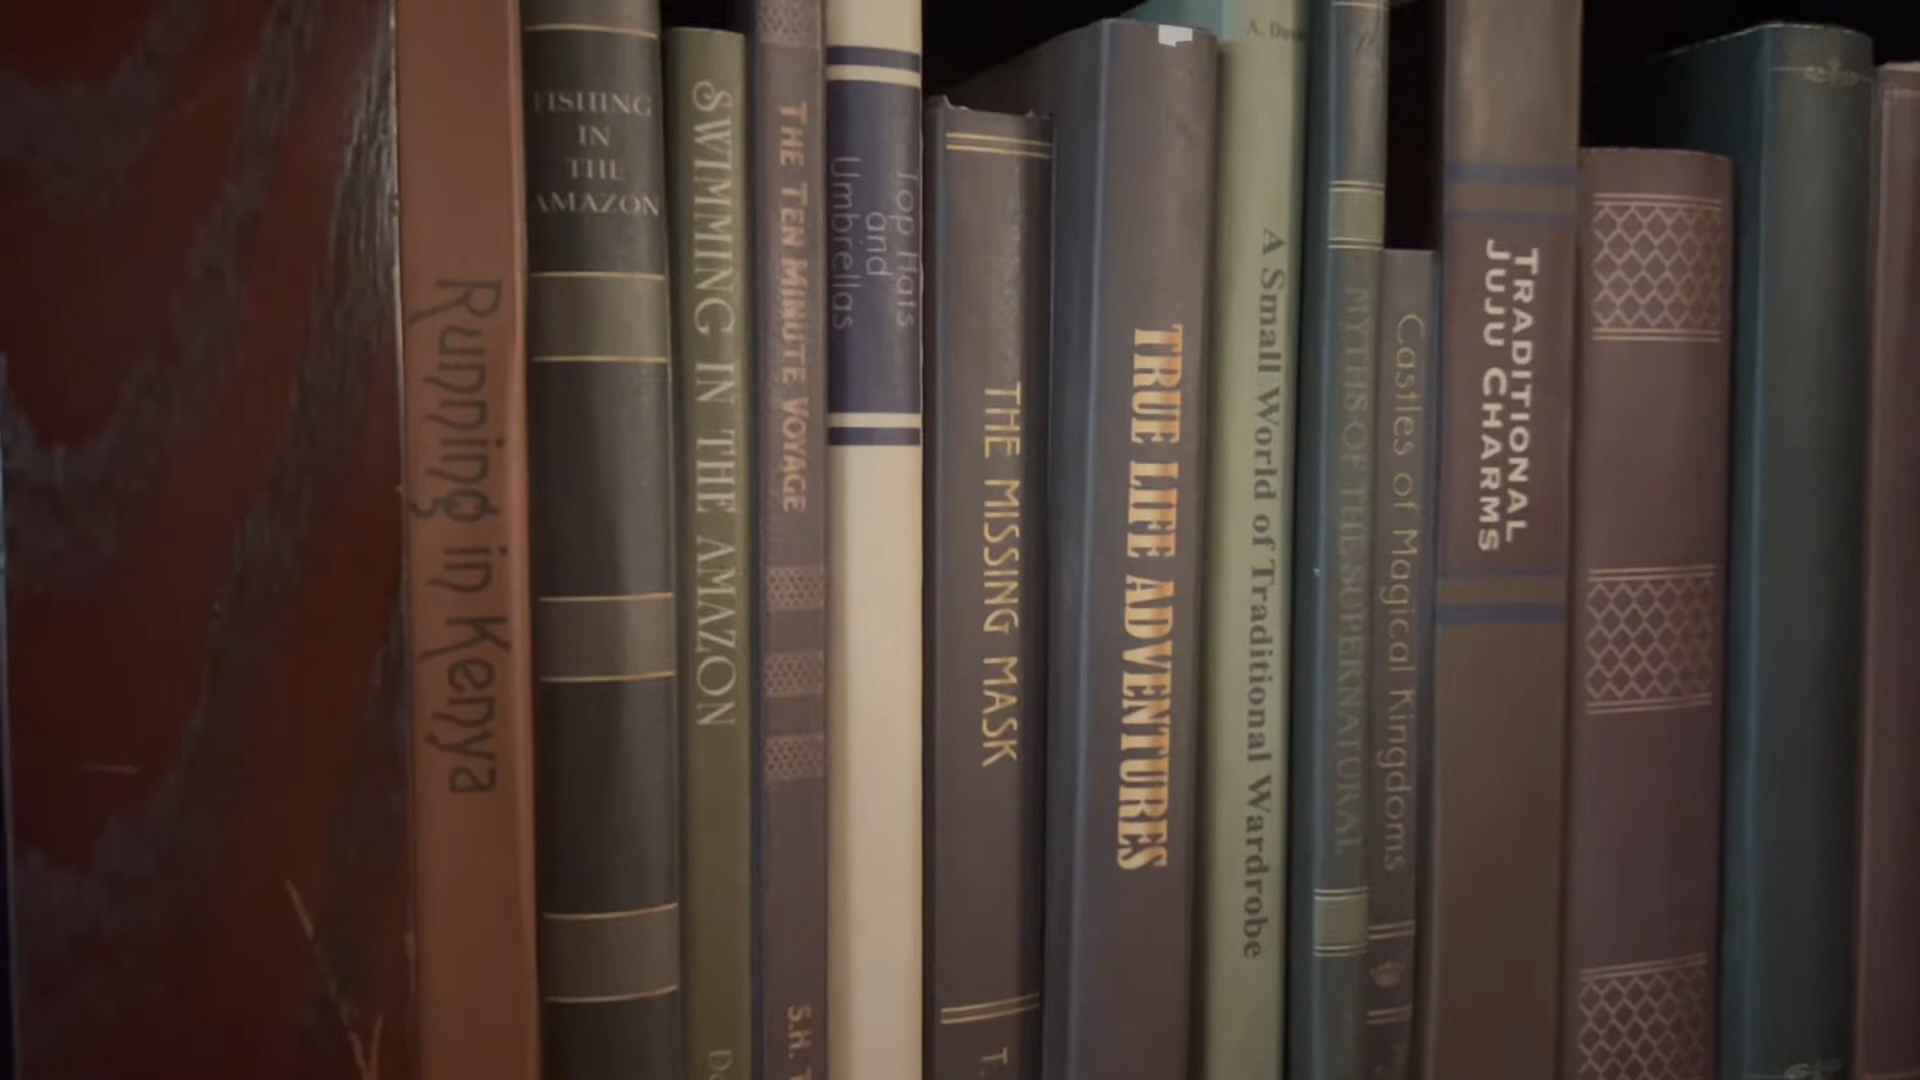 Running in Kenya
FISHING
IN
THE
AMAZON
SWIMMING IN THE AMAZON
THE TEN MINUTE VOYAGE
S.H.
Top Hats
and
Umbrellas
THE MISSING MASK
T.
TRUE LIFE ADVENTURES
A.
A Small World of Traditional Wardrobe
MYTHS OF THE SUPERNATURAL
Castles of Magical Kingdoms
TRADITIONAL
JUJU CHARMS